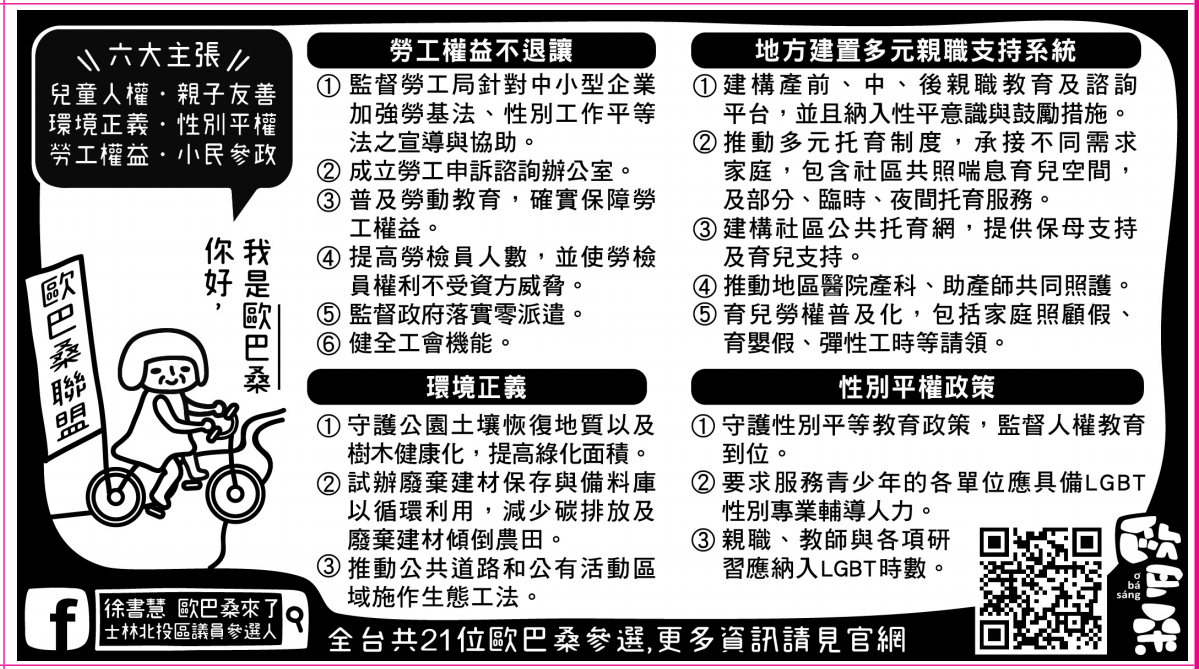 六大主張
兒童人權·親子友善
環境正義·性別平權
勞工權益·小民參政
你好，
我是歐巴桑
歐巴桑聯盟
勞工權益不退讓
① 監督勞工局針對中小型企業
加強勞基法、性別工作平等
法之宣導與協助。
② 成立勞工申訴諮詢辦公室。
③ 普及勞動教育，確實保障勞
工權益。
④ 提高勞檢員人數，並使勞檢
員權利不受資方威脅。
⑤ 監督政府落實零派遣。
⑥ 健全工會機能。
環境正義
① 守護公園土壤恢復地質以及
樹木健康化，提高綠化面積。
② 試辦廢棄建材保存與備料庫
以循環利用，減少碳排放及
廢棄建材傾倒農田。
③ 推動公共道路和公有活動區
域施作生態工法。
地方建置多元親職支持系統
① 建構產前、中、後親職教育及諮詢
平台，並且納入性平意識與鼓勵措施。
② 推動多元托育制度，承接不同需求
家庭，包含社區共照喘息育兒空間，
及部分、臨時、夜間托育服務。
③ 建構社區公共托育網，提供保母支持
及育兒支持。
④ 推動地區醫院產科、助產師共同照護。
⑤ 育兒勞權普及化，包括家庭照顧假、
育嬰假、彈性工時等請領。
性別平權政策
① 守護性別平等教育政策，監督人權教育
到位。
② 要求服務青少年的各單位應具備LGBT
性別專業輔導人力。
③ 親職、教師與各項研
習應納入LGBT時數。
歐巴桑
o bá sáng
f
徐書慧 歐巴桑來了
士林北投區議員參選人
全台共21位歐巴桑參選,更多資訊請見官網